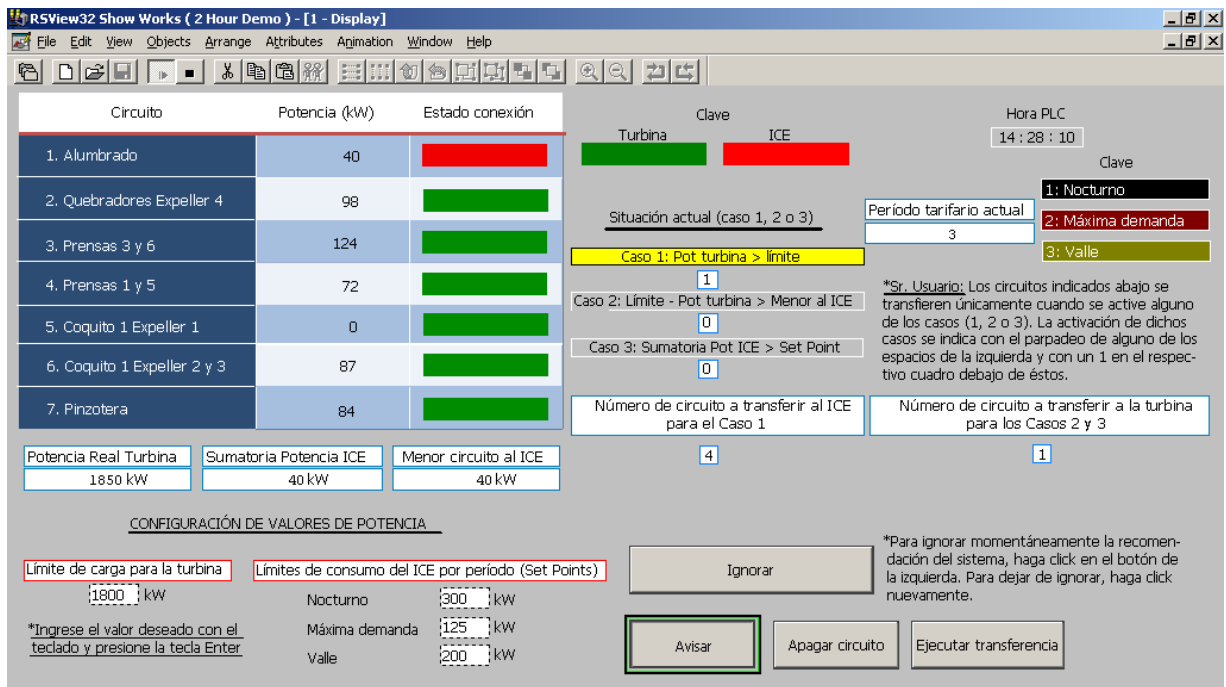 RSView32 Show Works ( 2 Hour Demo ) - [1 - Display]
File Edit View Objects Arrange Attributes Animation Window Help
Circuito Potencia (kW) Estado conexión
1. Alumbrado 40
2. Quebradores Expeller 4 98
3. Prensas 3 y 6 124
4. Prensas 1 y 5 72
5. Coquito 1 Expeller 1 0
6. Coquito 1 Expeller 2 y 3 87
7. Pinzotera 84
Potencia Real Turbina
1850 kW
Sumatoria Potencia ICE
40 kW
Menor circuito al ICE
40 kW
Clave
Turbina ICE
Situación actual (caso 1, 2 o 3)
Caso 1: Pot turbina > límite
1
Caso 2: Límite - Pot turbina > Menor al ICE
0
Caso 3: Sumatoria Pot ICE > Set Point
0
Hora PLC
14 : 28 : 10
Clave
1: Nocturno
2: Máxima demanda
3: Valle
Período tarifario actual
3
*Sr. Usuario: Los circuitos indicados abajo se
transfieren únicamente cuando se active alguno
de los casos (1, 2 o 3). La activación de dichos
casos se indica con el parpadeo de alguno de los
espacios de la izquierda y con un 1 en el respec-
tivo cuadro debajo de éstos.
Número de circuito a transferir al ICE
para el Caso 1
4
Número de circuito a transferir a la turbina
para los Casos 2 y 3
1
CONFIGURACIÓN DE VALORES DE POTENCIA
Límite de carga para la turbina
1800 kW
*Ingrese el valor deseado con el
teclado y presione la tecla Enter
Límites de consumo del ICE por período (Set Points)
Nocturno 300 kW
Máxima demanda 125 kW
Valle 200 kW
Ignorar
*Para ignorar momentáneamente la recomen-
dación del sistema, haga click en el botón de
la izquierda. Para dejar de ignorar, haga click
nuevamente.
Avisar
Apagar circuito
Ejecutar transferencia